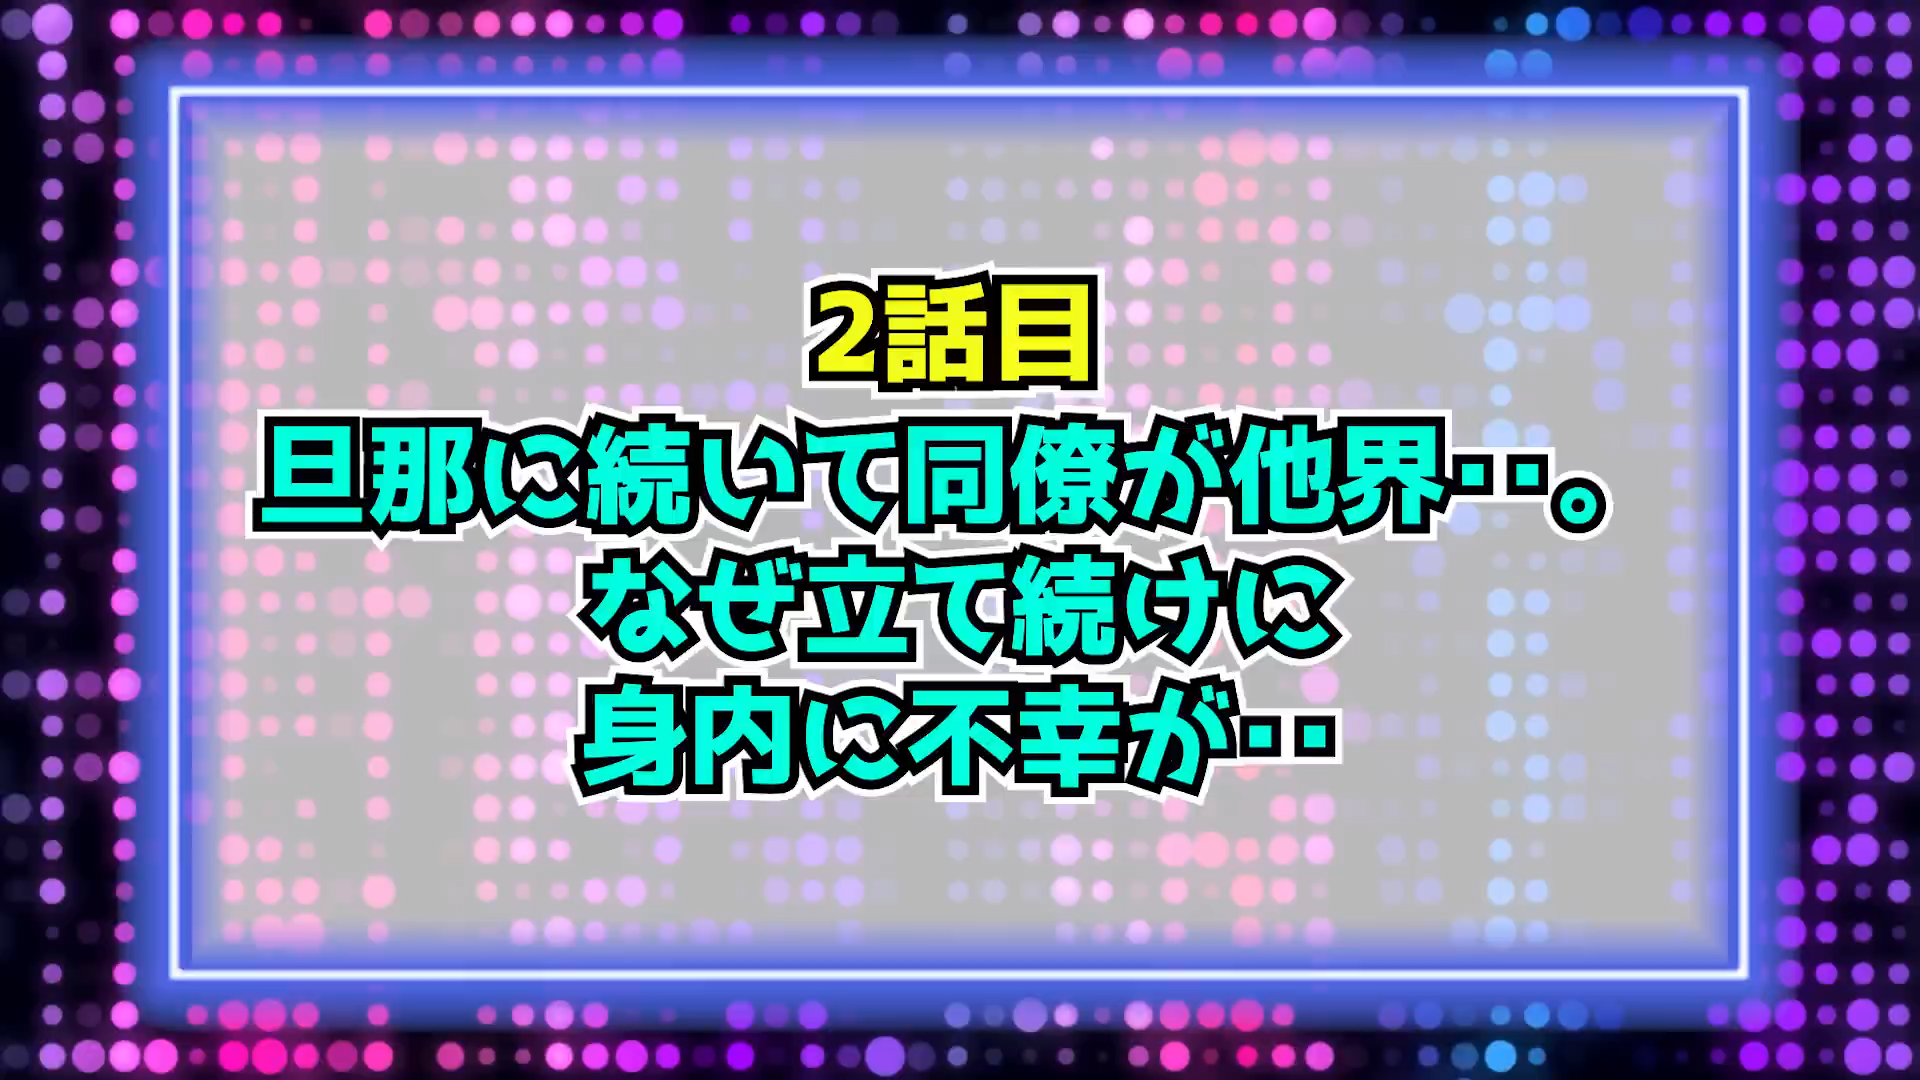 2話目
旦那に続いて同僚が他界‥。
なぜ立て続けに
身内に不幸が‥